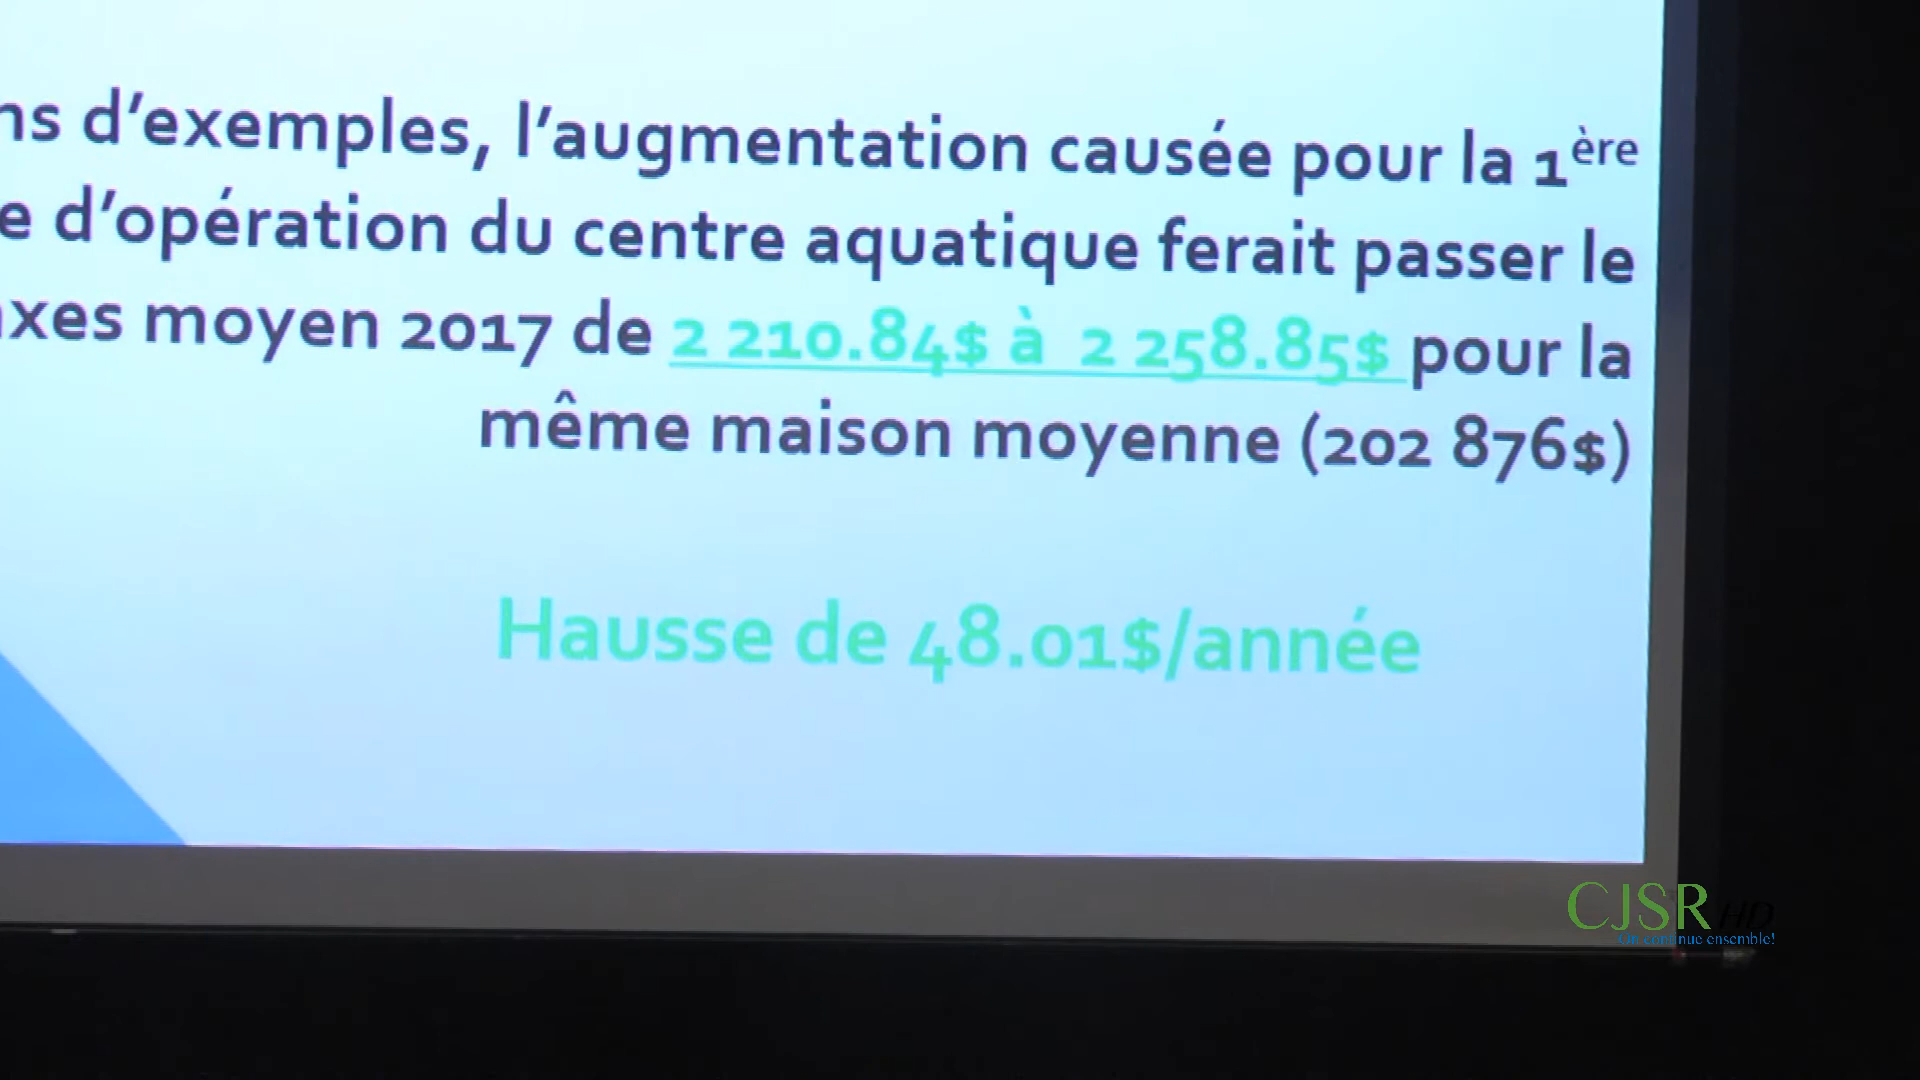 d'exemples, l'augmentation causée pour la 1ère
d'opération du centre aquatique ferait passer le
moyen 2017 de 2 210.84$ à 2 258.85$ pour la
même maison moyenne (202 876$)
Hausse de 48.01$/année
CJSR HD
On continue ensemble!